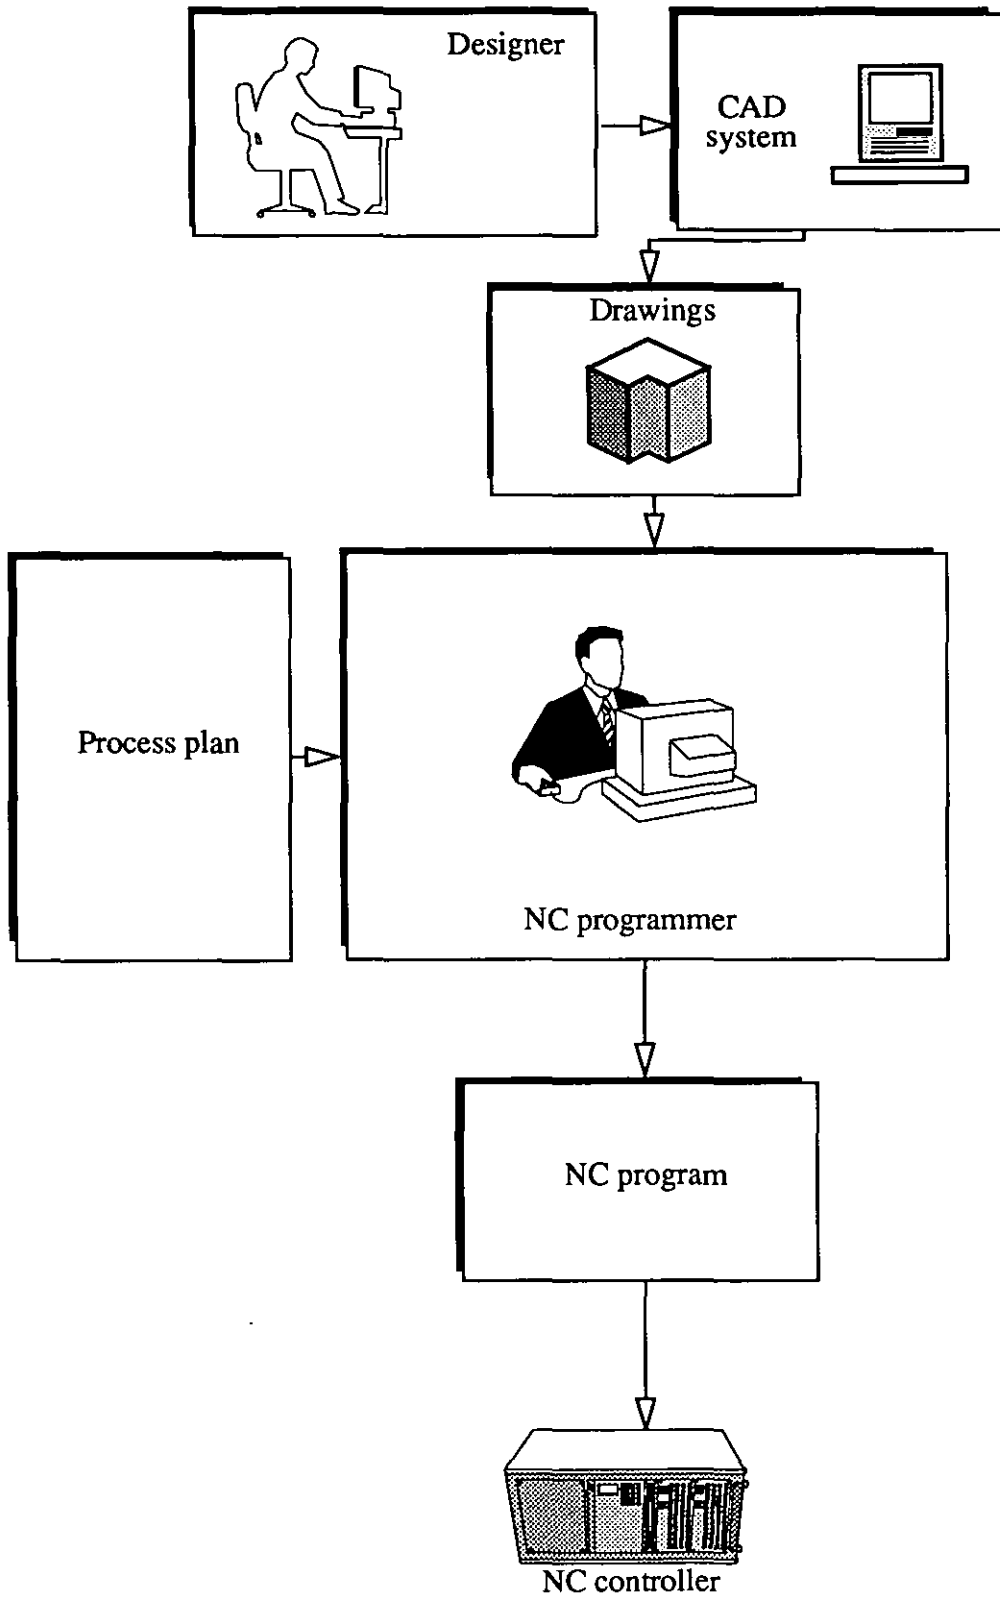 Designer
CAD
system
Drawings
Process plan
NC programmer
NC program
NC controller